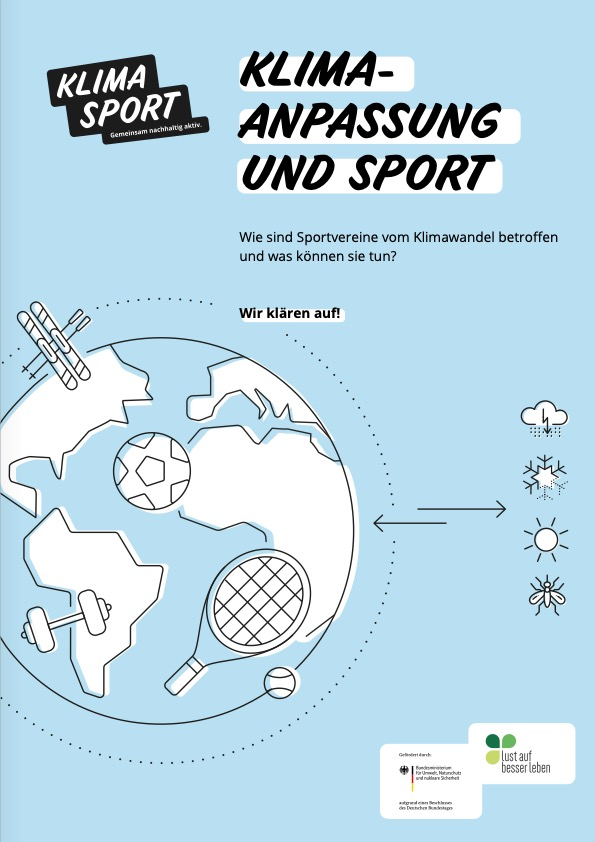 KLIMA
SPORT
Gemeinsam nachhaltig aktiv.
KLIMA-
ANPASSUNG
UND SPORT
Wie sind Sportvereine vom Klimawandel betroffen
und was können sie tun?
Wir klären auf!
Gefördert durch:
Bundesministerium
für Umwelt, Naturschutz
und nukleare Sicherheit
aufgrund eines Beschlusses
des Deutschen Bundestages
lust auf
besser leben